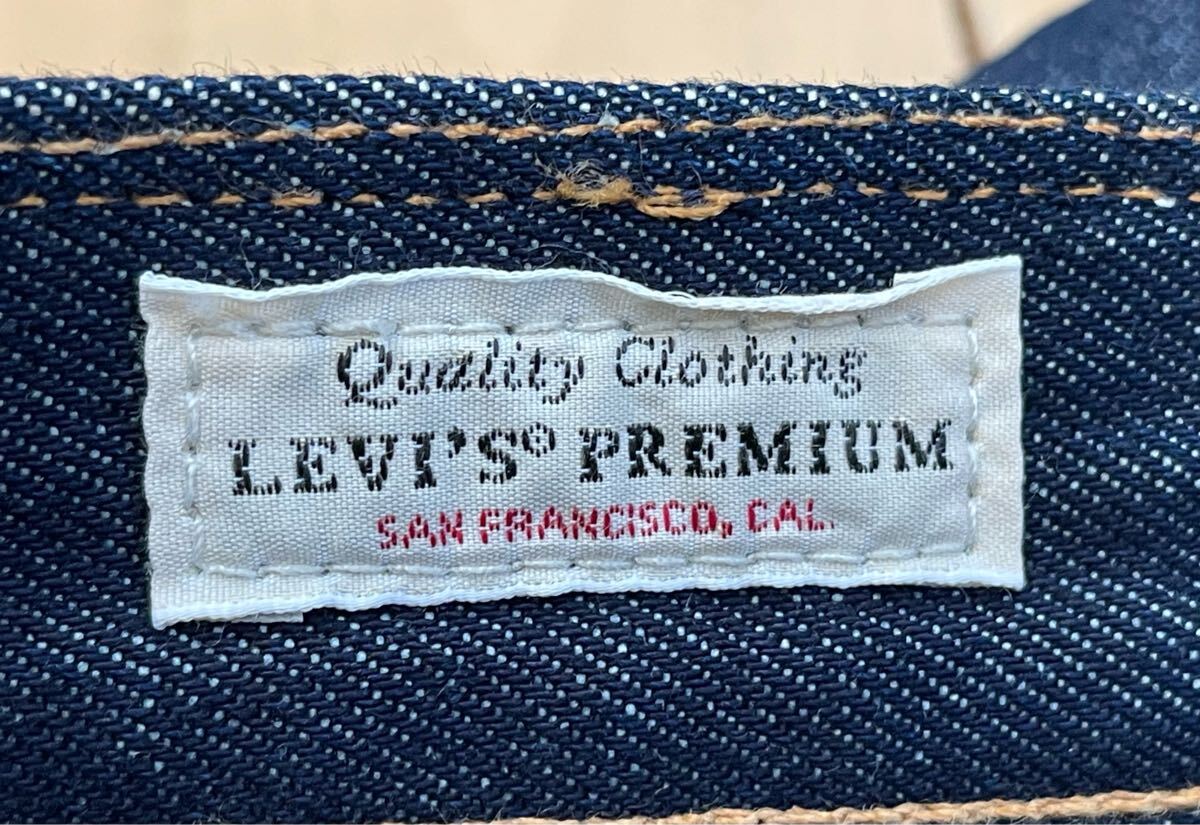 Quality Clothing
LEVI'S® PREMIUM
SAN FRANCISCO, CAL.